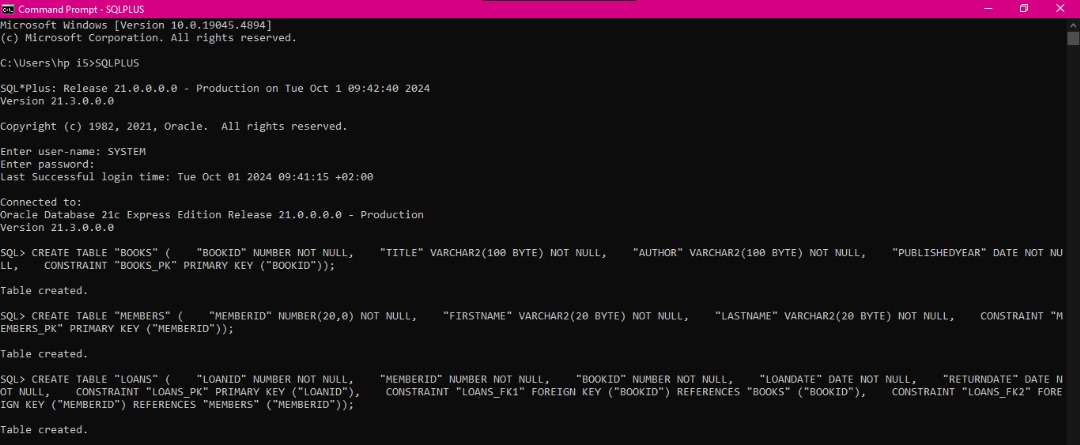 Command Prompt - SQLPLUS
Microsoft Windows [Version 10.0.19045.4894]
(c) Microsoft Corporation. All rights reserved.
C:\Users\hp i5>SQLPLUS
SQL*Plus: Release 21.0.0.0.0 - Production on Tue Oct 1 09:42:40 2024
Version 21.3.0.0.0
Copyright (c) 1982, 2021, Oracle.  All rights reserved.
Enter user-name: SYSTEM
Enter password:
Last Successful login time: Tue Oct 01 2024 09:41:15 +02:00
Connected to:
Oracle Database 21c Express Edition Release 21.0.0.0.0 - Production
Version 21.3.0.0.0
SQL> CREATE TABLE "BOOKS" (    "BOOKID" NUMBER NOT NULL,    "TITLE" VARCHAR2(100 BYTE) NOT NULL,    "AUTHOR" VARCHAR2(100 BYTE) NOT NULL,    "PUBLISHEDYEAR" DATE NOT NU
LL,    CONSTRAINT "BOOKS_PK" PRIMARY KEY ("BOOKID"));
Table created.
SQL> CREATE TABLE "MEMBERS" (    "MEMBERID" NUMBER(20,0) NOT NULL,    "FIRSTNAME" VARCHAR2(20 BYTE) NOT NULL,    "LASTNAME" VARCHAR2(20 BYTE) NOT NULL,    CONSTRAINT "M
EMBERS_PK" PRIMARY KEY ("MEMBERID"));
Table created.
SQL> CREATE TABLE "LOANS" (    "LOANID" NUMBER NOT NULL,    "MEMBERID" NUMBER NOT NULL,    "BOOKID" NUMBER NOT NULL,    "LOANDATE" DATE NOT NULL,    "RETURNDATE" DATE N
OT NULL,    CONSTRAINT "LOANS_PK" PRIMARY KEY ("LOANID"),    CONSTRAINT "LOANS_FK1" FOREIGN KEY ("BOOKID") REFERENCES "BOOKS" ("BOOKID"),    CONSTRAINT "LOANS_FK2" FORE
IGN KEY ("MEMBERID") REFERENCES "MEMBERS" ("MEMBERID"));
Table created.